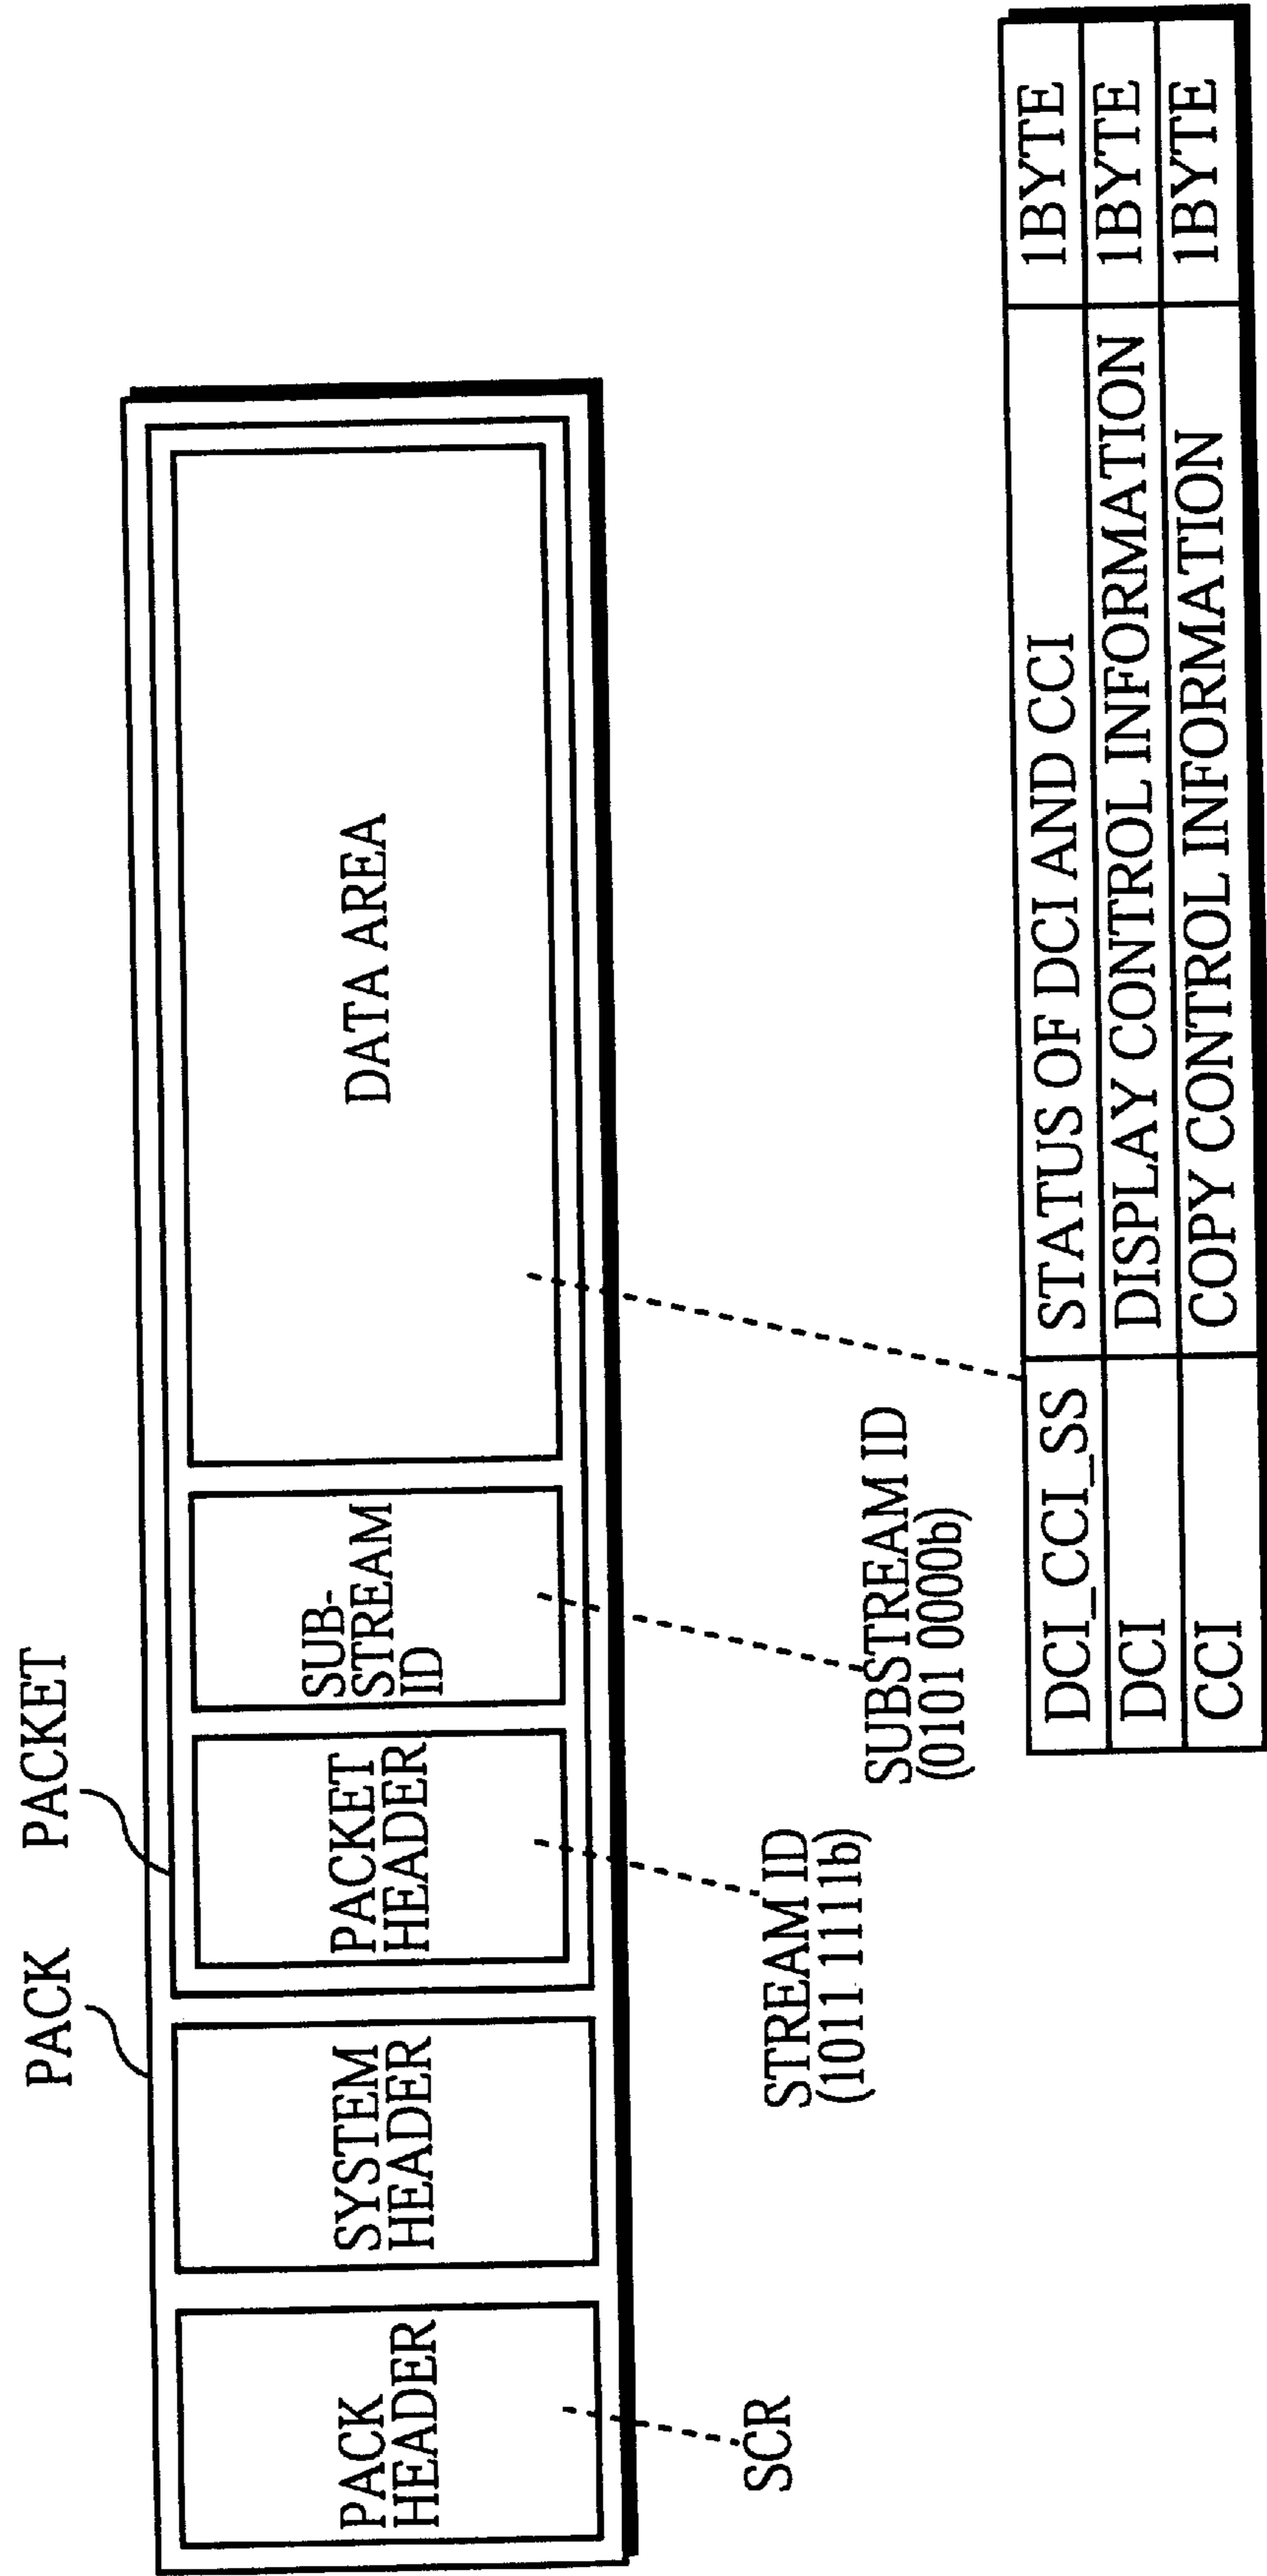 PACK
PACKET
PACK
HEADER
SYSTEM
HEADER
PACKET
HEADER
SUB-
STREAM
ID
DATA AREA
SCR
STREAM ID
(1011 1111b)
SUBSTREAM ID
(0101 0000b)
DCI_CCI_SS STATUS OF DCI AND CCI 1BYTE
DCI DISPLAY CONTROL INFORMATION 1BYTE
CCI COPY CONTROL INFORMATION 1BYTE